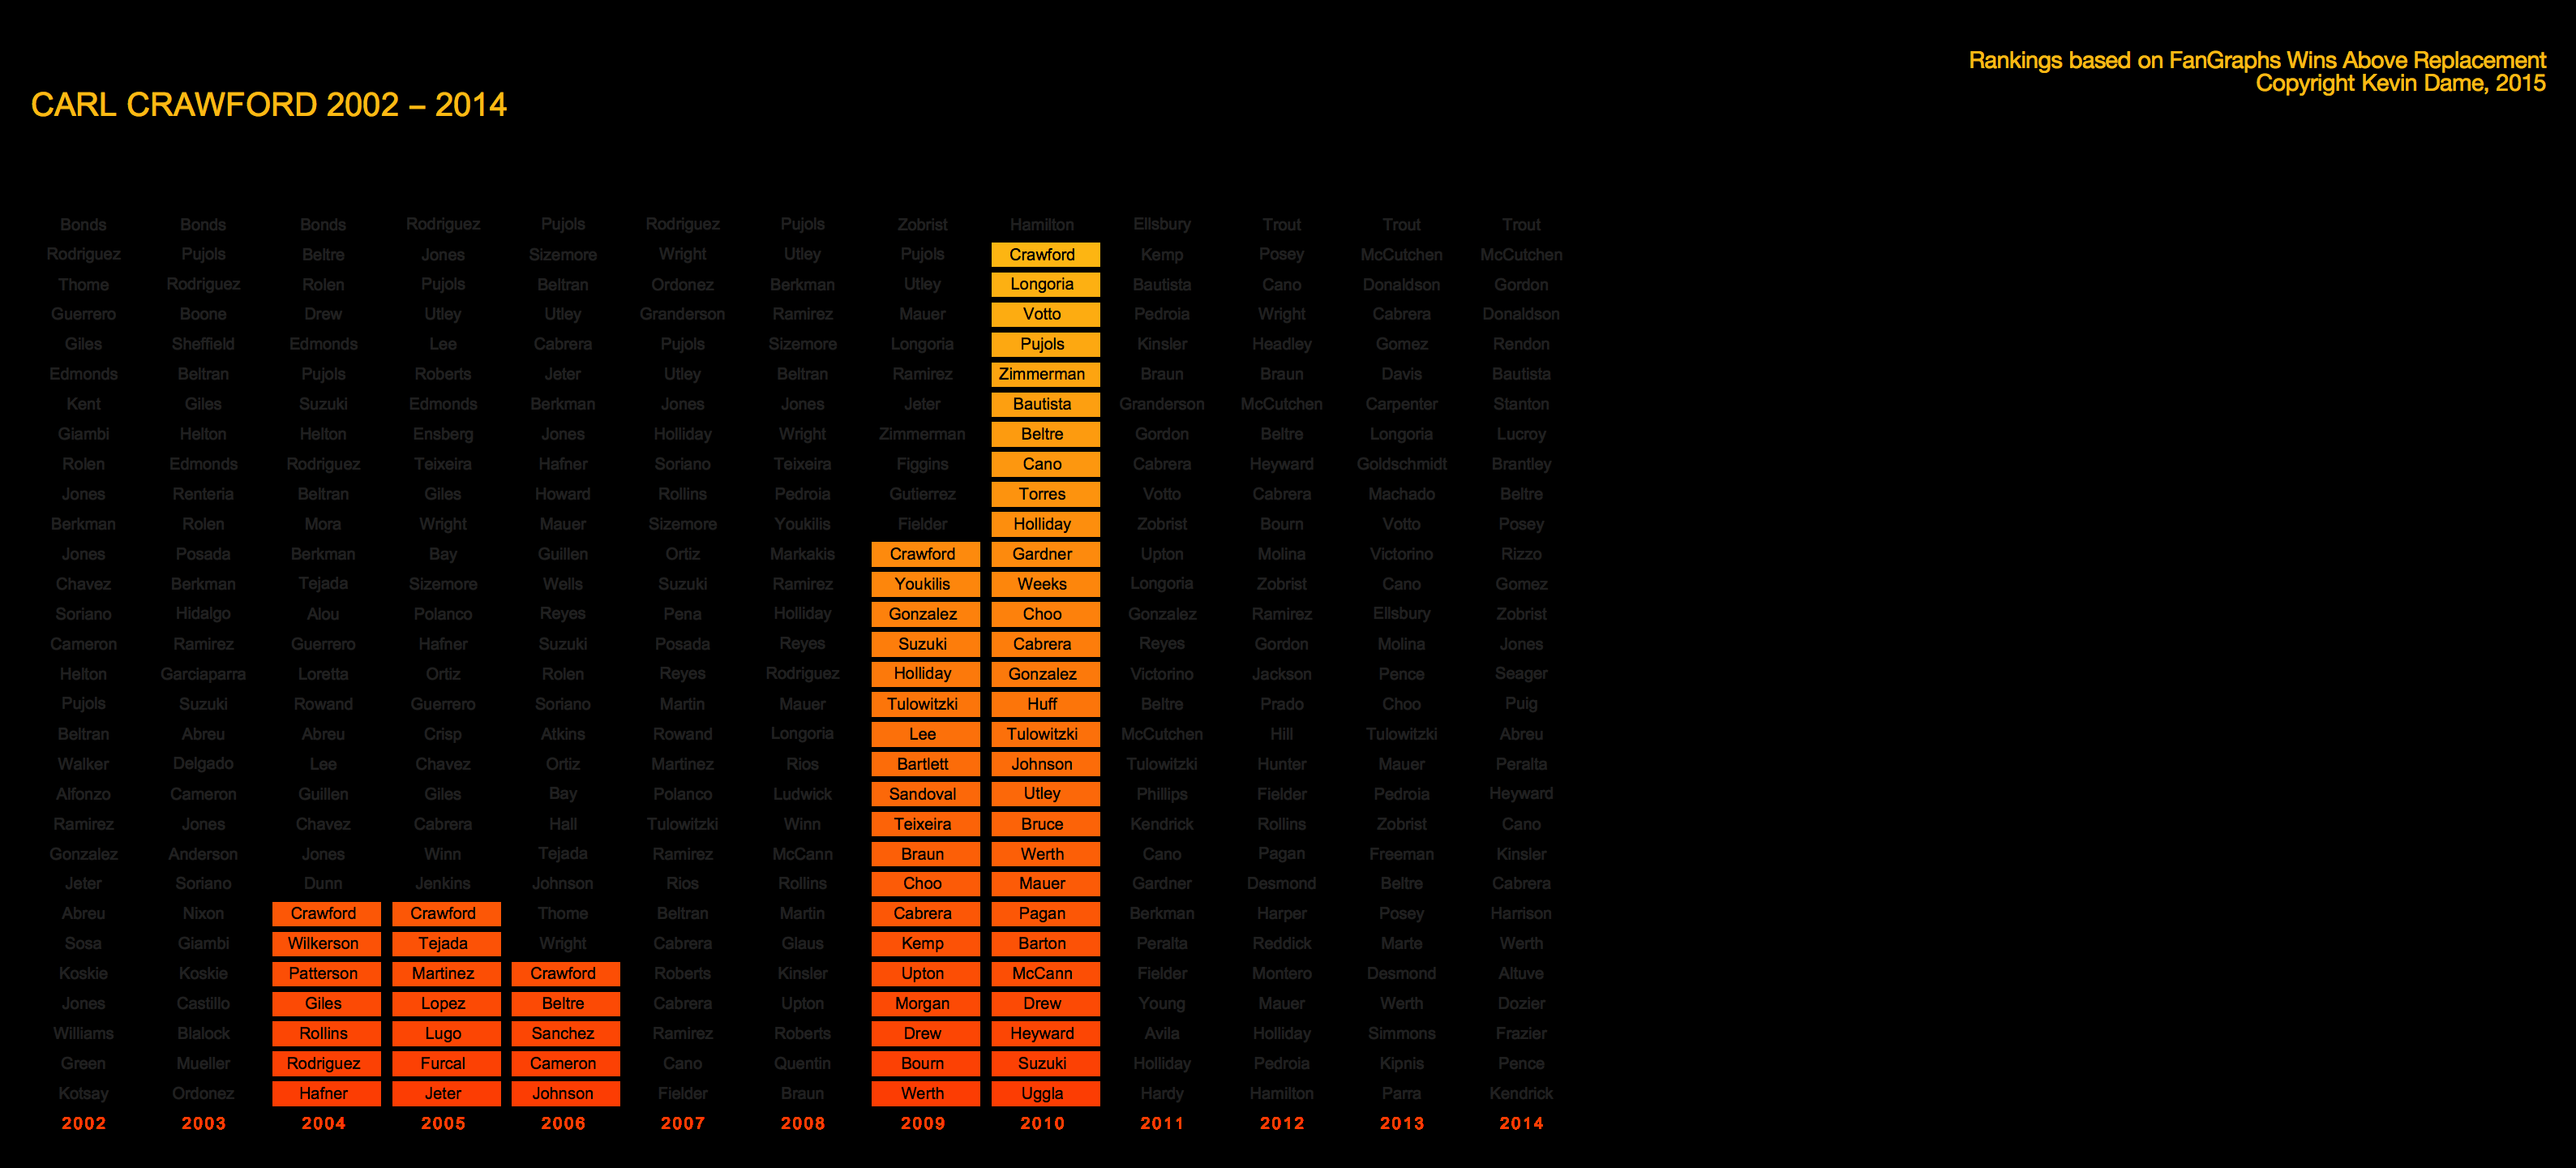 Rankings based on FanGraphs Wins Above Replacement
Copyright Kevin Dame, 2015
CARL CRAWFORD 2002 – 2014
Bonds Bonds Bonds Rodriguez Pujols Rodriguez Pujols Zobrist Hamilton Ellsbury Trout Trout Trout
Rodriguez Pujols Beltre Jones Sizemore Wright Utley Pujols Crawford Kemp Posey McCutchen McCutchen
Thome Rodriguez Rolen Pujols Beltran Ordonez Berkman Utley Longoria Bautista Cano Donaldson Gordon
Guerrero Boone Drew Utley Utley Granderson Ramirez Mauer Votto Pedroia Wright Cabrera Donaldson
Giles Sheffield Edmonds Lee Cabrera Pujols Sizemore Longoria Pujols Kinsler Headley Gomez Rendon
Edmonds Beltran Pujols Roberts Jeter Utley Beltran Ramirez Zimmerman Braun Braun Davis Bautista
Kent Giles Suzuki Edmonds Berkman Jones Jones Jeter Bautista Granderson McCutchen Carpenter Stanton
Giambi Helton Helton Ensberg Jones Holliday Wright Zimmerman Beltre Gordon Beltre Longoria Lucroy
Rolen Edmonds Rodriguez Teixeira Hafner Soriano Teixeira Figgins Cano Cabrera Heyward Goldschmidt Brantley
Jones Renteria Beltran Giles Howard Rollins Pedroia Gutierrez Torres Votto Cabrera Machado Beltre
Berkman Rolen Mora Wright Mauer Sizemore Youkilis Fielder Holliday Zobrist Bourn Votto Posey
Jones Posada Berkman Bay Guillen Ortiz Markakis Crawford Gardner Upton Molina Victorino Rizzo
Chavez Berkman Tejada Sizemore Wells Suzuki Ramirez Youkilis Weeks Longoria Zobrist Cano Gomez
Soriano Hidalgo Alou Polanco Reyes Pena Holliday Gonzalez Choo Gonzalez Ramirez Ellsbury Zobrist
Cameron Ramirez Guerrero Hafner Suzuki Posada Reyes Suzuki Cabrera Reyes Gordon Molina Jones
Helton Garciaparra Loretta Ortiz Rolen Reyes Rodriguez Holliday Gonzalez Victorino Jackson Pence Seager
Pujols Suzuki Rowand Guerrero Soriano Martin Mauer Tulowitzki Huff Beltre Prado Choo Puig
Beltran Abreu Abreu Crisp Atkins Rowand Longoria Lee Tulowitzki McCutchen Hill Tulowitzki Abreu
Walker Delgado Lee Chavez Ortiz Martinez Rios Bartlett Johnson Tulowitzki Hunter Mauer Peralta
Alfonzo Cameron Guillen Giles Bay Polanco Ludwick Sandoval Utley Phillips Fielder Pedroia Heyward
Ramirez Jones Chavez Cabrera Hall Tulowitzki Winn Teixeira Bruce Kendrick Rollins Zobrist Cano
Gonzalez Anderson Jones Winn Tejada Ramirez McCann Braun Werth Cano Pagan Freeman Kinsler
Jeter Soriano Dunn Jenkins Johnson Rios Rollins Choo Mauer Gardner Desmond Beltre Cabrera
Abreu Nixon Crawford Crawford Thome Beltran Martin Cabrera Pagan Berkman Harper Posey Harrison
Sosa Giambi Wilkerson Tejada Wright Cabrera Glaus Kemp Barton Peralta Reddick Marte Werth
Koskie Koskie Patterson Martinez Crawford Roberts Kinsler Upton McCann Fielder Montero Desmond Altuve
Jones Castillo Giles Lopez Beltre Cabrera Upton Morgan Drew Young Mauer Werth Dozier
Williams Blalock Rollins Lugo Sanchez Ramirez Roberts Drew Heyward Avila Holliday Simmons Frazier
Green Mueller Rodriguez Furcal Cameron Cano Quentin Bourn Suzuki Holliday Pedroia Kipnis Pence
Kotsay Ordonez Hafner Jeter Johnson Fielder Braun Werth Uggla Hardy Hamilton Parra Kendrick
2002 2003 2004 2005 2006 2007 2008 2009 2010 2011 2012 2013 2014